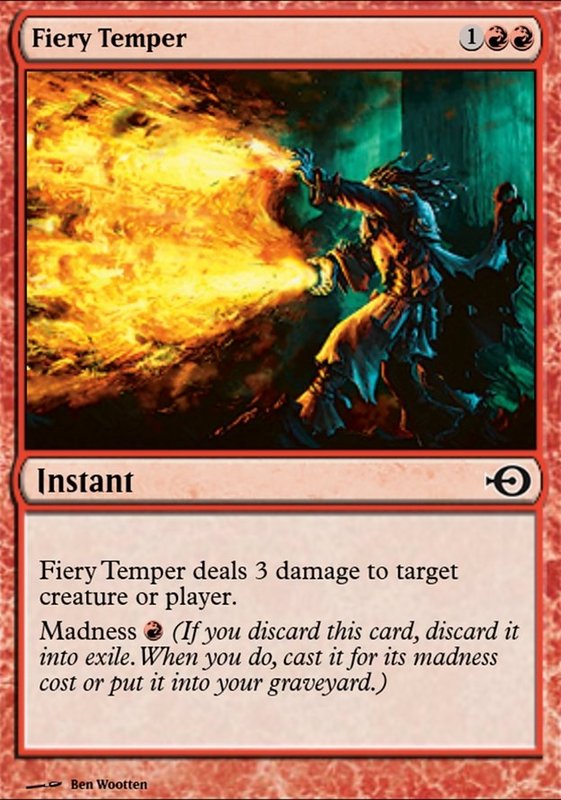 Fiery Temper
1
Instant
Fiery Temper deals 3 damage to target
creature or player.
Madness (If you discard this card, discard it
into exile. When you do, cast it for its madness
cost or put it into your graveyard.)
Ben Wootten